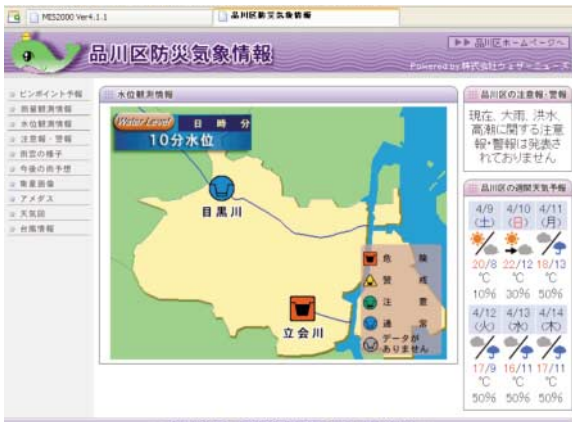 MES2000 Ver4.1.1
品川区防災気象情報
品川区防災気象情報
▶▶ 品川区ホームページへ
Powered by 株式会社ウェザーニューズ
ピンポイント予報
雨量観測情報
水位観測情報
注意報・警報
雨雲の様子
今後の雨予想
衛星画像
アメダス
天気図
台風情報
水位観測情報
Water Level
日 時 分
10分水位
目黒川
立会川
危 険
警 戒
注 意
通 常
データが
ありません
品川区の注意報・警報
現在、大雨、洪水、
高潮に関する注意
報・警報は発表さ
れておりません
品川区の週間天気予報
4/9 4/10 4/11
(土) (日) (月)
20/8 22/12 18/13
℃ ℃ ℃
10% 30% 50%
4/12 4/13 4/14
(火) (水) (木)
17/9 16/11 17/11
℃ ℃ ℃
50% 50% 50%